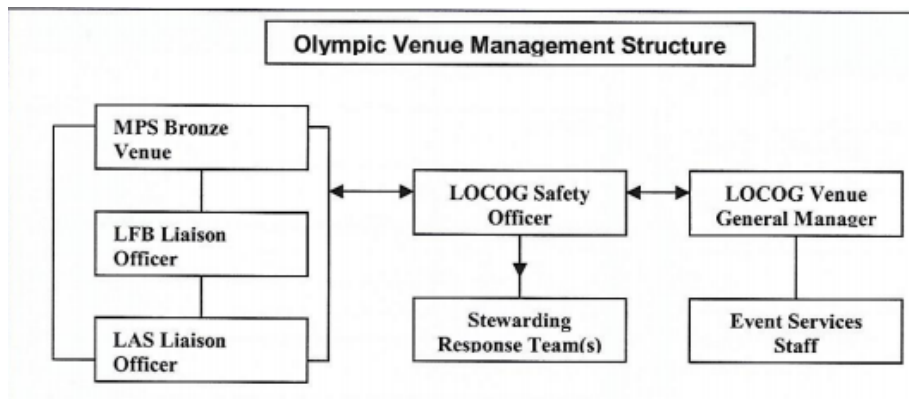 Olympic Venue Management Structure
MPS Bronze
Venue
LFB Liaison
Officer
LAS Liaison
Officer
LOCOG Safety
Officer
Stewarding
Response Team(s)
LOCOG Venue
General Manager
Event Services
Staff